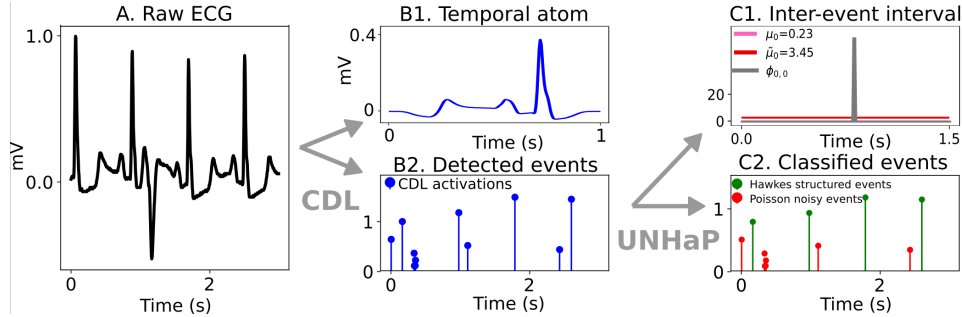 A. Raw ECG
1.0
0.0
mV
0
2
Time (s)
CDL
B1. Temporal atom
0.4
0
mV
0
1
Time (s)
B2. Detected events
CDL activations
1
0
0
2
Time (s)
UNHaP
C1. Inter-event interval
μ₀=0.23
μ̃₀=3.45
ϕ₀,₀
20
0
0.0
1.5
Time (s)
C2. Classified events
Hawkes structured events
Poisson noisy events
1
0
0
2
Time (s)